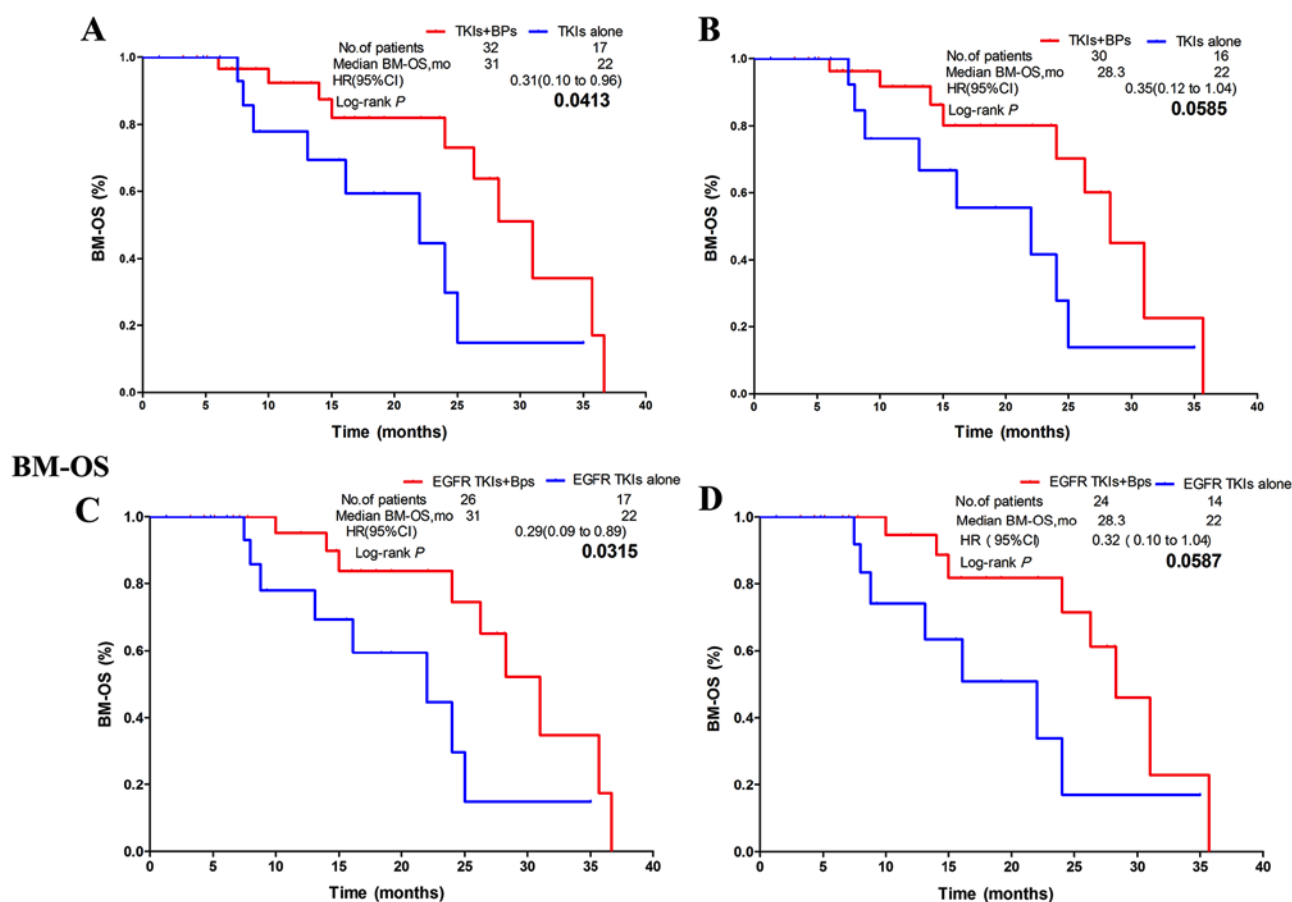 A
TKIs+BPs TKIs alone
No.of patients 32 17
Median BM-OS,mo 31 22
HR(95%CI) 0.31(0.10 to 0.96)
Log-rank P 0.0413
BM-OS (%)
1.0
0.8
0.6
0.4
0.2
0.0
0 5 10 15 20 25 30 35 40
Time (months)
B
TKIs+BPs TKIs alone
No.of patients 30 16
Median BM-OS,mo 28.3 22
HR(95%CI) 0.35(0.12 to 1.04)
Log-rank P 0.0585
BM-OS (%)
1.0
0.8
0.6
0.4
0.2
0.0
0 5 10 15 20 25 30 35 40
Time (months)
BM-OS
C
EGFR TKIs+Bps EGFR TKIs alone
No.of patients 26 17
Median BM-OS,mo 31 22
HR(95%CI) 0.29(0.09 to 0.89)
Log-rank P 0.0315
BM-OS (%)
1.0
0.8
0.6
0.4
0.2
0.0
0 5 10 15 20 25 30 35 40
Time (months)
D
EGFR TKIs+Bps EGFR TKIs alone
No.of patients 24 14
Median BM-OS,mo 28.3 22
HR ( 95%CI) 0.32 ( 0.10 to 1.04)
Log-rank P 0.0587
BM-OS (%)
1.0
0.8
0.6
0.4
0.2
0.0
0 5 10 15 20 25 30 35 40
Time (months)